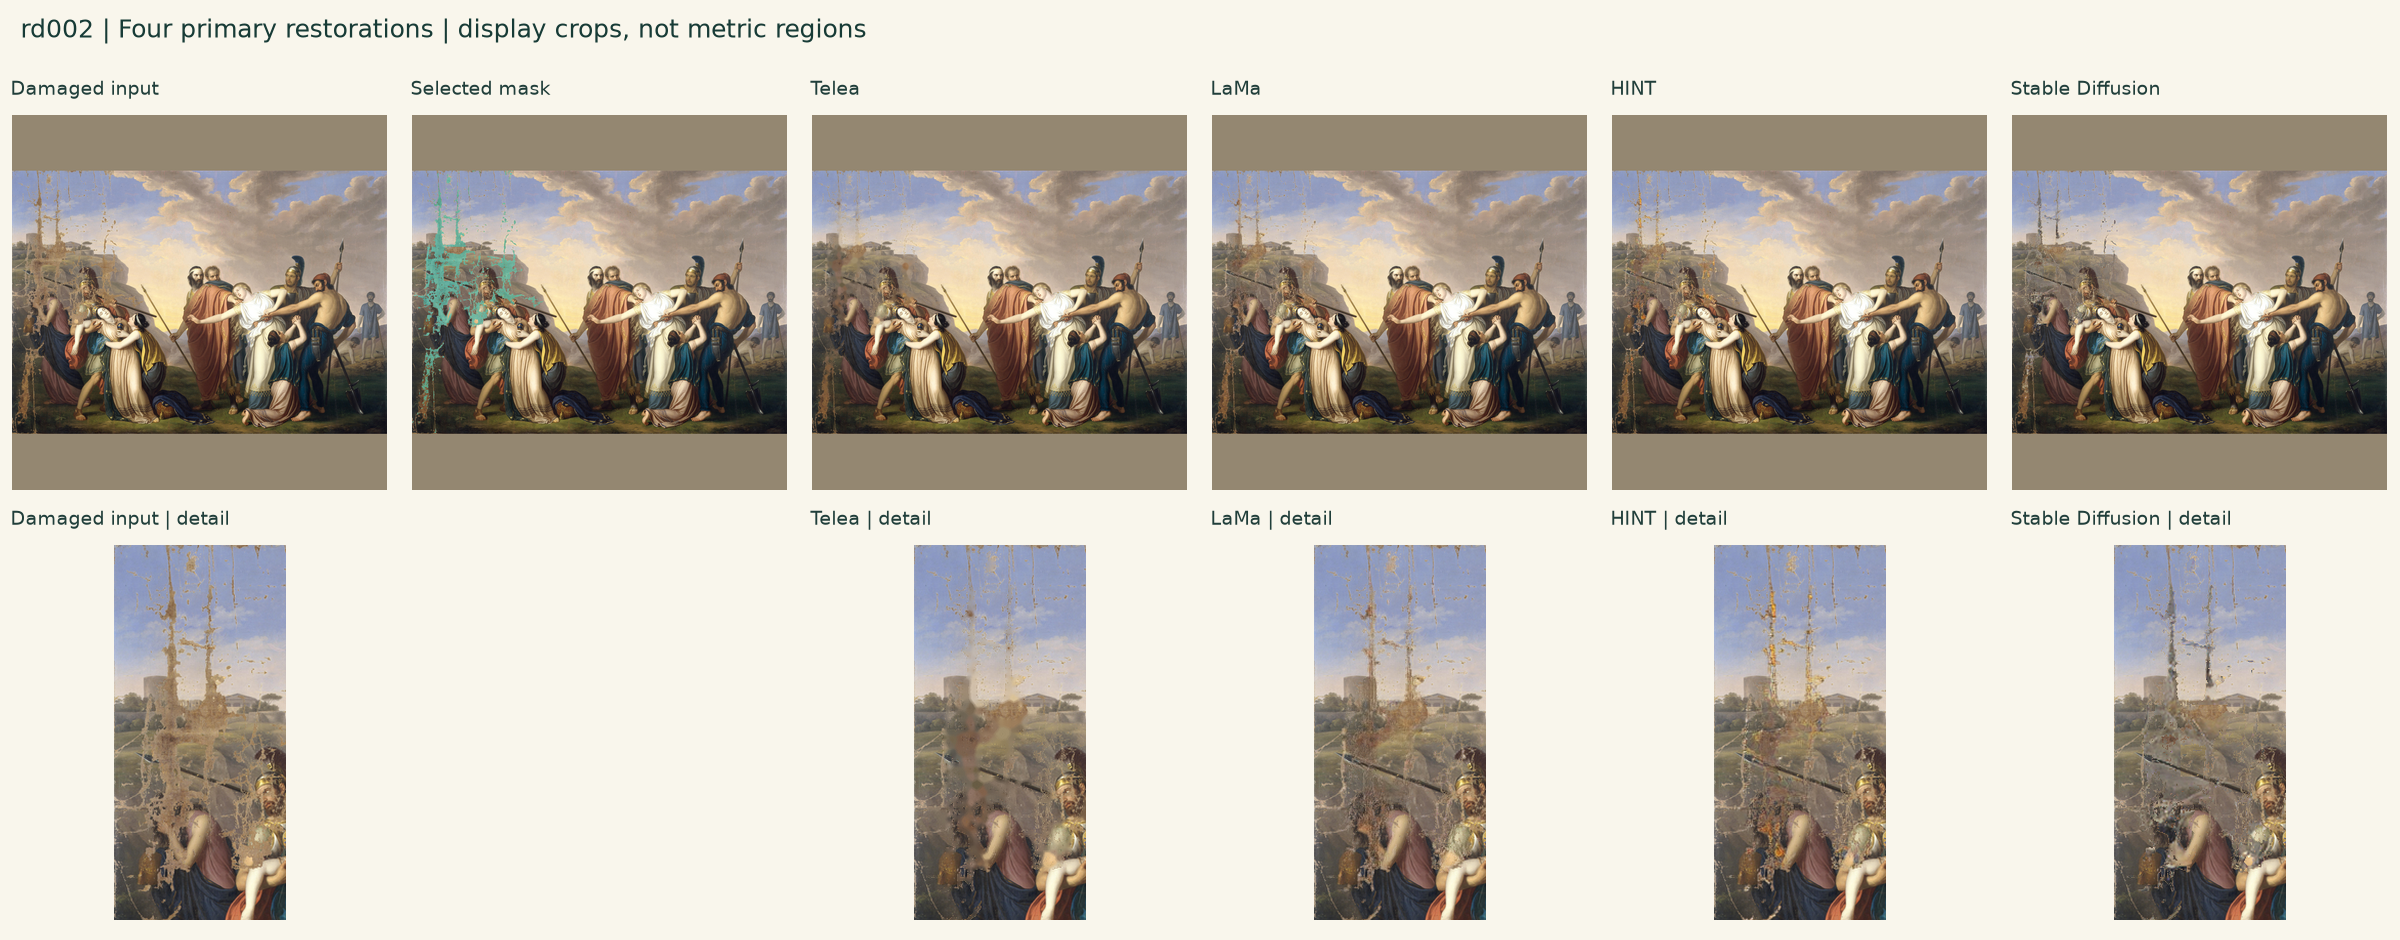 rd002 | Four primary restorations | display crops, not metric regions
Damaged input
Selected mask
Telea
LaMa
HINT
Stable Diffusion
Damaged input | detail
Telea | detail
LaMa | detail
HINT | detail
Stable Diffusion | detail